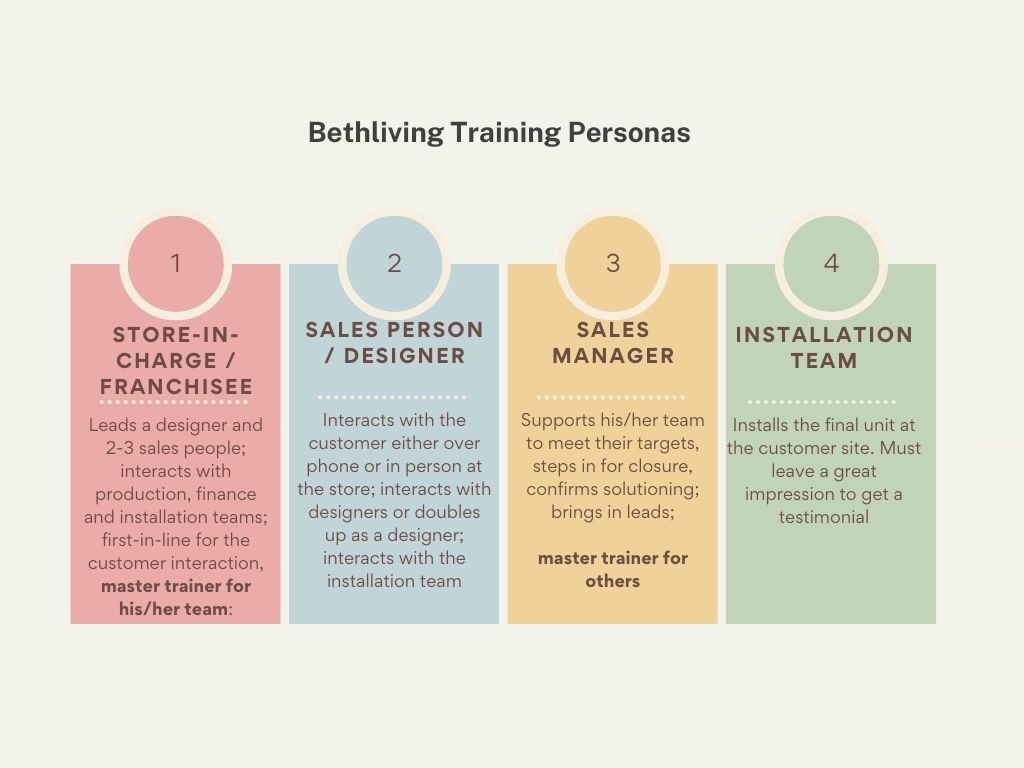 Bethliving Training Personas
1
STORE-IN-
CHARGE /
FRANCHISEE
Leads a designer and
2-3 sales people;
interacts with
production, finance
and installation teams;
first-in-line for the
customer interaction,
master trainer for
his/her team:
2
SALES PERSON
/ DESIGNER
Interacts with the
customer either over
phone or in person at
the store; interacts with
designers or doubles
up as a designer;
interacts with the
installation team
3
SALES
MANAGER
Supports his/her team
to meet their targets,
steps in for closure,
confirms solutioning;
brings in leads;
master trainer for
others
4
INSTALLATION
TEAM
Installs the final unit at
the customer site. Must
leave a great
impression to get a
testimonial